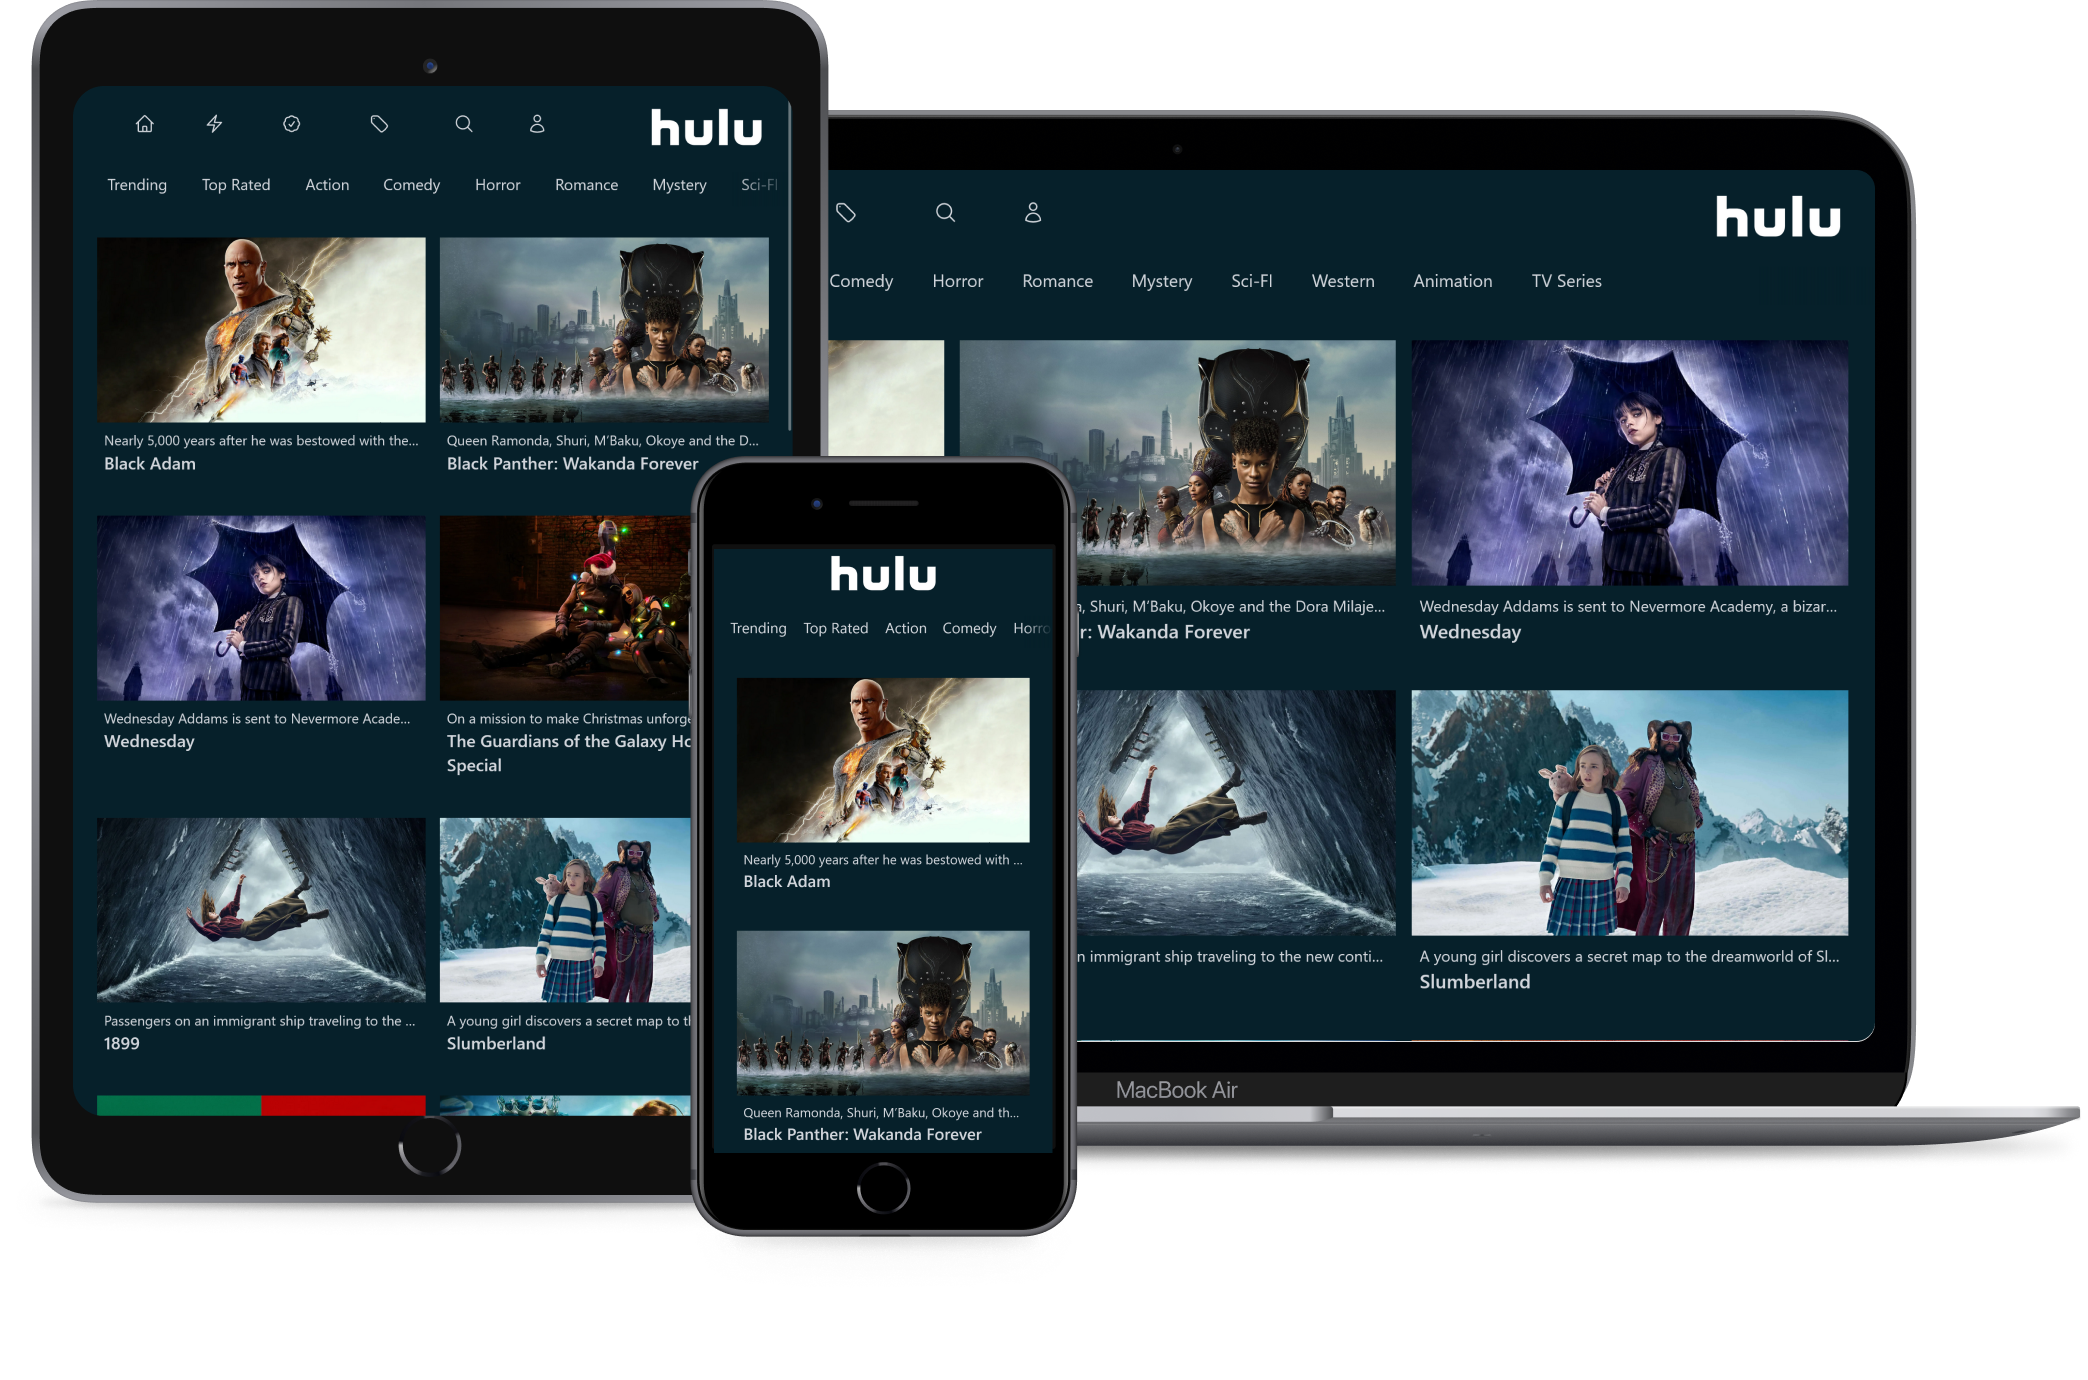 hulu
Trending Top Rated Action Comedy Horror Romance Mystery Sci-FI
Nearly 5,000 years after he was bestowed with the...
Black Adam
Queen Ramonda, Shuri, M'Baku, Okoye and the D...
Black Panther: Wakanda Forever
Wednesday Addams is sent to Nevermore Acade...
Wednesday
On a mission to make Christmas unforge
The Guardians of the Galaxy Ho
Special
Passengers on an immigrant ship traveling to the ...
1899
A young girl discovers a secret map to
Slumberland
hulu
Trending Top Rated Action Comedy Horro
Nearly 5,000 years after he was bestowed with ...
Black Adam
Queen Ramonda, Shuri, M'Baku, Okoye and th...
Black Panther: Wakanda Forever
hulu
Comedy Horror Romance Mystery Sci-FI Western Animation TV Series
, Shuri, M'Baku, Okoye and the Dora Milaje...
r: Wakanda Forever
Wednesday Addams is sent to Nevermore Academy, a bizar...
Wednesday
n immigrant ship traveling to the new conti...
A young girl discovers a secret map to the dreamworld of Sl...
Slumberland
MacBook Air